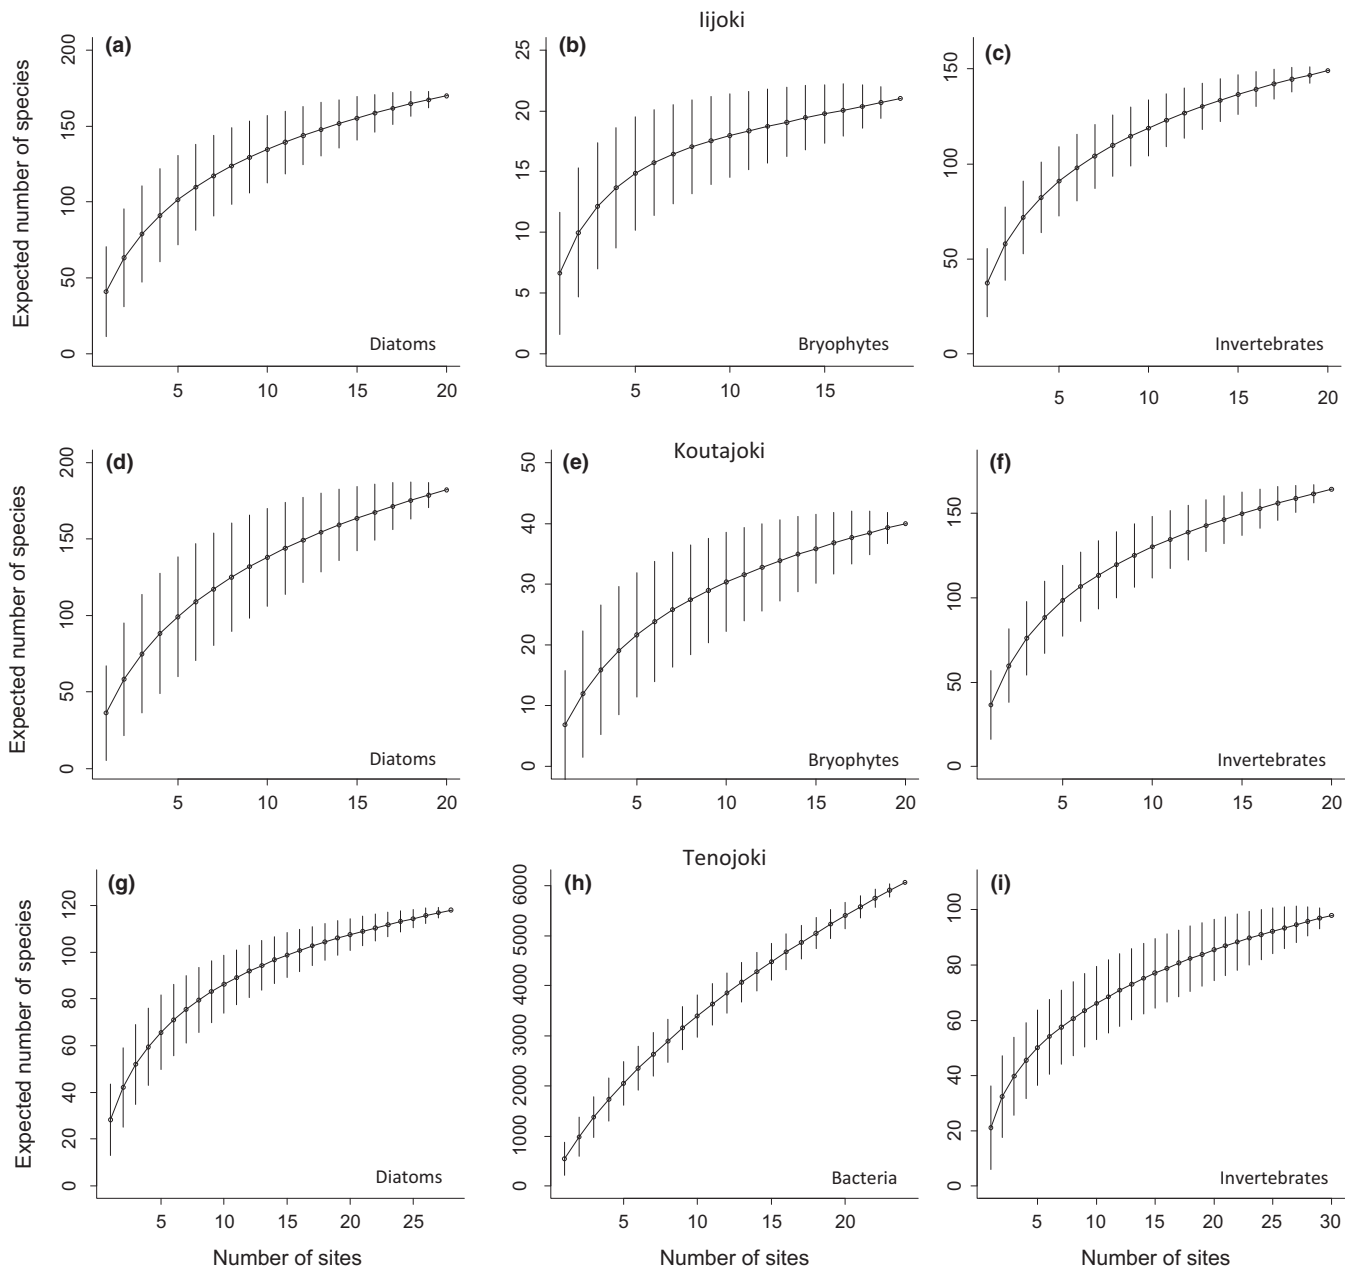 Iijoki
(a)
(b)
(c)
Expected number of species
0 50 100 150 200
0 5 10 15 20 25
0 50 100 150
Diatoms
Bryophytes
Invertebrates
5 10 15 20
5 10 15
5 10 15 20
Koutajoki
(d)
(e)
(f)
Expected number of species
0 50 100 150 200
0 10 20 30 40 50
0 50 100 150
Diatoms
Bryophytes
Invertebrates
5 10 15 20
5 10 15 20
5 10 15 20
Tenojoki
(g)
(h)
(i)
Expected number of species
0 20 40 60 80 100 120
0 1000 2000 3000 4000 5000 6000
0 20 40 60 80 100
Diatoms
Bacteria
Invertebrates
5 10 15 20 25
5 10 15 20
5 10 15 20 25 30
Number of sites
Number of sites
Number of sites